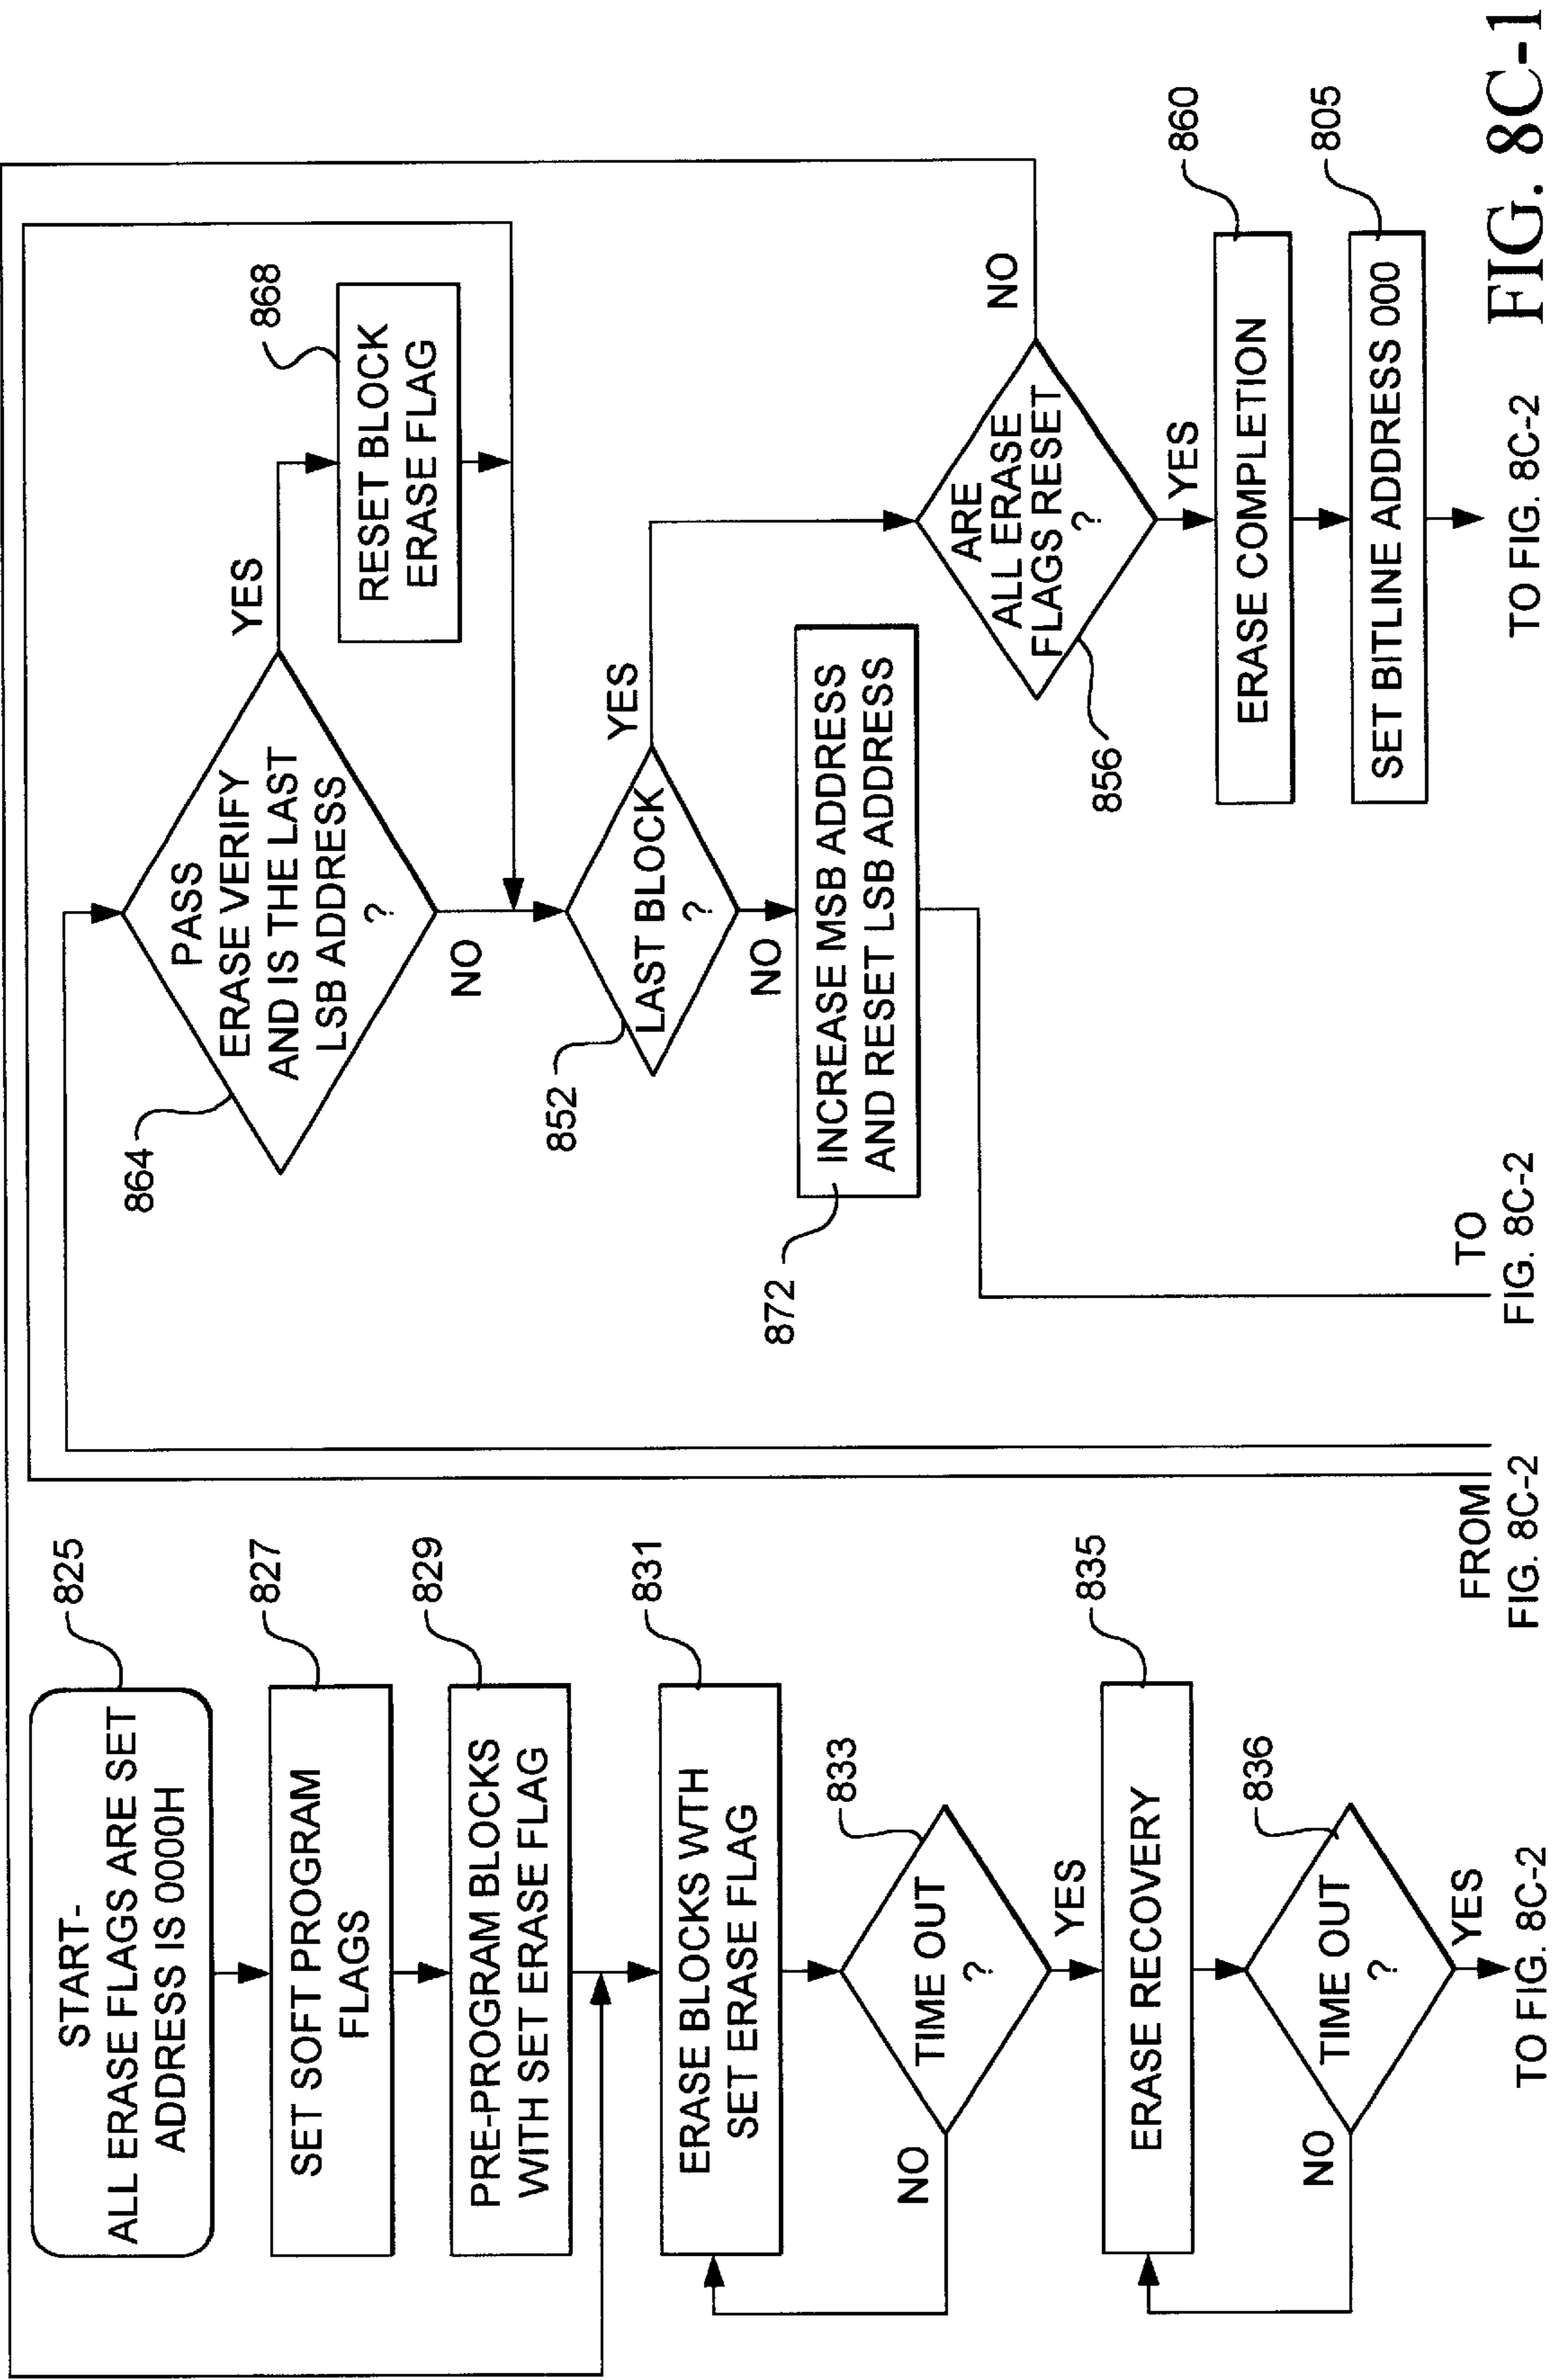 START-
ALL ERASE FLAGS ARE SET
ADDRESS IS 0000H
825
SET SOFT PROGRAM
FLAGS
827
PRE-PROGRAM BLOCKS
WITH SET ERASE FLAG
829
ERASE BLOCKS WTH
SET ERASE FLAG
831
TIME OUT
?
833
NO
YES
ERASE RECOVERY
835
TIME OUT
?
836
NO
YES
TO FIG. 8C-2
FROM
FIG. 8C-2
PASS
ERASE VERIFY
AND IS THE LAST
LSB ADDRESS
?
864
YES
NO
RESET BLOCK
ERASE FLAG
868
LAST BLOCK
?
852
YES
NO
INCREASE MSB ADDRESS
AND RESET LSB ADDRESS
872
TO
FIG. 8C-2
ARE
ALL ERASE
FLAGS RESET
?
856
NO
YES
ERASE COMPLETION
860
SET BITLINE ADDRESS 000
805
TO FIG. 8C-2
FIG. 8C-1